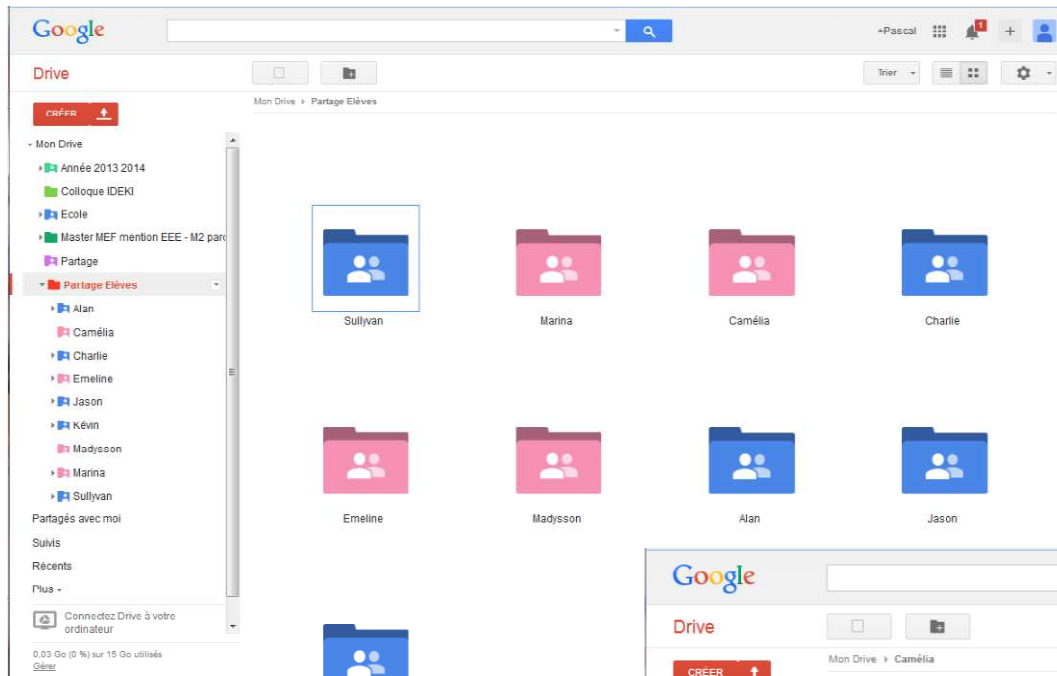 Google
+Pascal
1
Drive
Trier
CRÉER
Mon Drive
Partage Elèves
Mon Drive
Année 2013 2014
Colloque IDEKI
Ecole
Master MEF mention EEE - M2 parc
Partage
Partage Elèves
Alan
Camélia
Charlie
Emeline
Jason
Kévin
Madysson
Marina
Sullyvan
Partagés avec moi
Suivis
Récents
Plus
Connectez Drive à votre
ordinateur
0,03 Go (0 %) sur 15 Go utilisés
Gérer
Sullyvan
Marina
Camélia
Charlie
Emeline
Madysson
Alan
Jason
Google
Drive
Mon Drive
Camélia
CRÉER